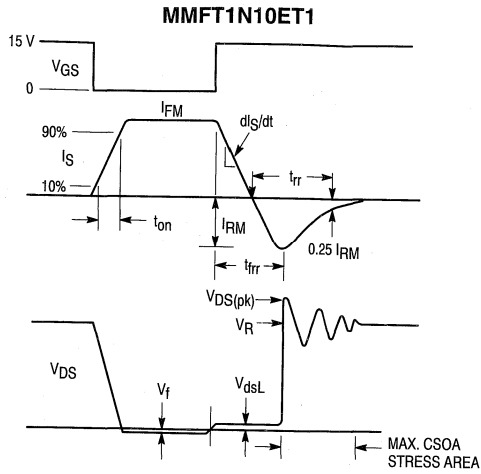 MMFT1N10ET1
15 V
VGS
0
IFM
90%
dIS/dt
IS
trr
10%
ton
IRM
0.25 IRM
tfrr
VDS(pk)
VR
VDS
Vf
VdsL
MAX. CSOA
STRESS AREA